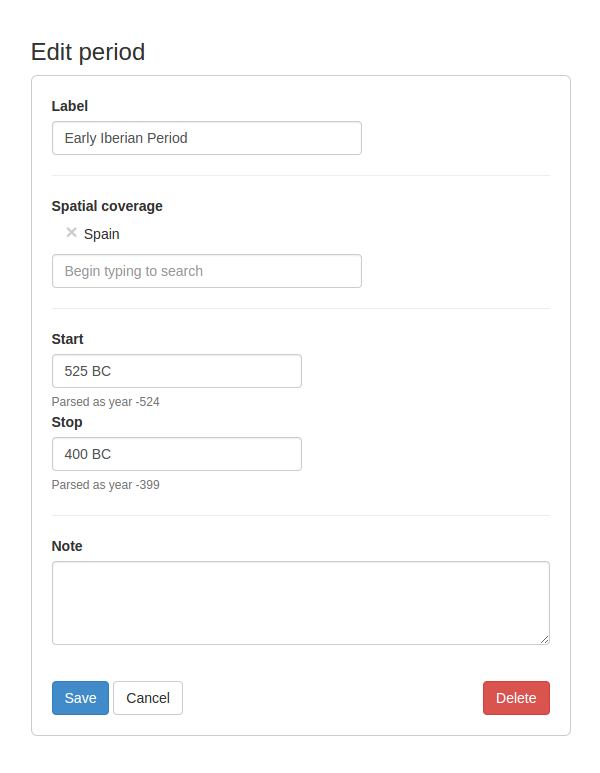 Edit period
Label
Early Iberian Period
Spatial coverage
× Spain
Begin typing to search
Start
525 BC
Parsed as year -524
Stop
400 BC
Parsed as year -399
Note
Save Cancel Delete